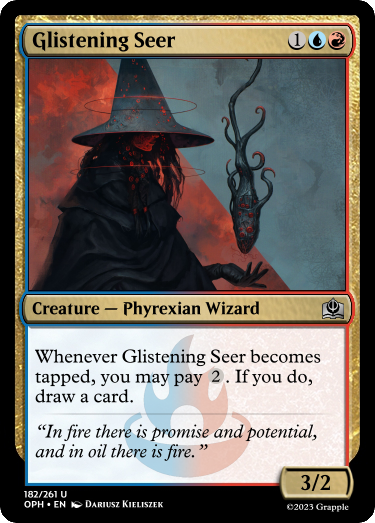 Glistening Seer 1
Creature — Phyrexian Wizard
Whenever Glistening Seer becomes
tapped, you may pay 2. If you do,
draw a card.
“In fire there is promise and potential,
and in oil there is fire.”
3/2
182/261 U
OPH • EN Dariusz Kieliszek
©2023 Grapple